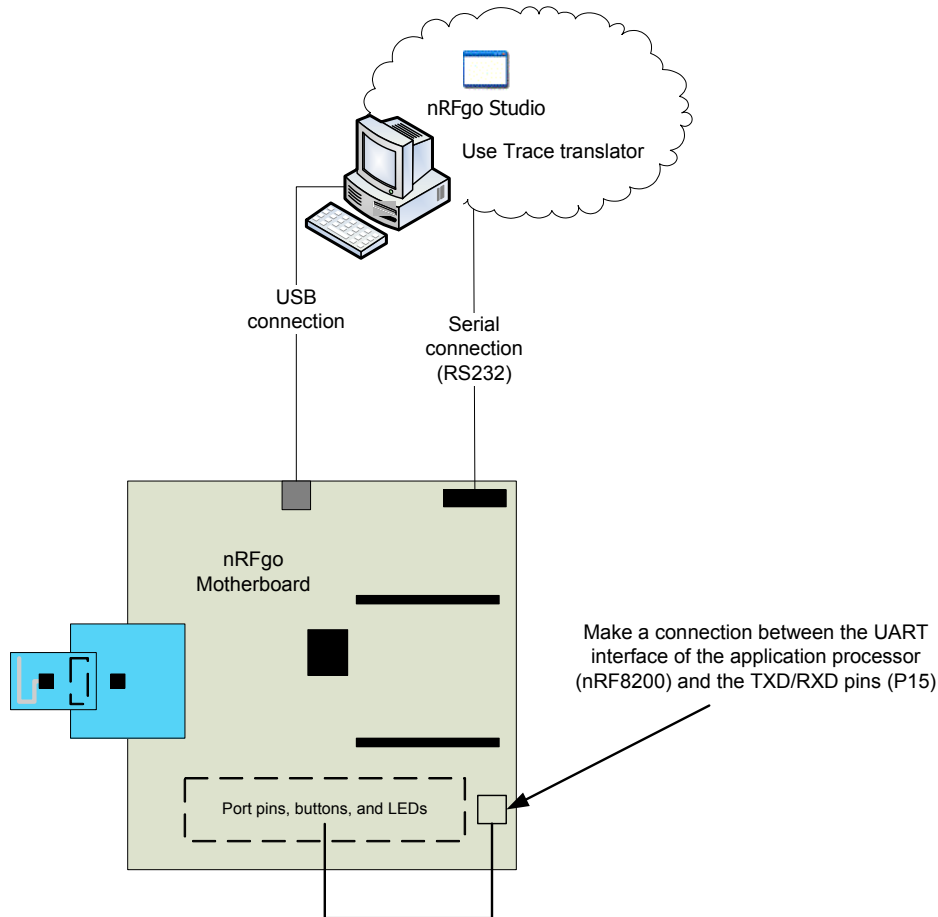 nRFgo Studio
Use Trace translator
USB
connection
Serial
connection
(RS232)
nRFgo
Motherboard
Make a connection between the UART
interface of the application processor
(nRF8200) and the TXD/RXD pins (P15)
Port pins, buttons, and LEDs